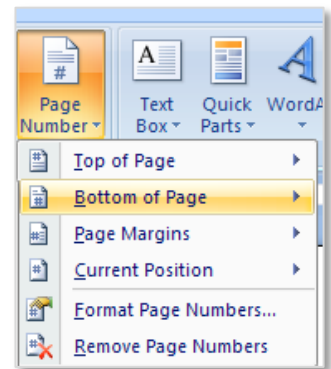 Page Number
Text Box
Quick Parts
WordA
Top of Page
Bottom of Page
Page Margins
Current Position
Format Page Numbers...
Remove Page Numbers